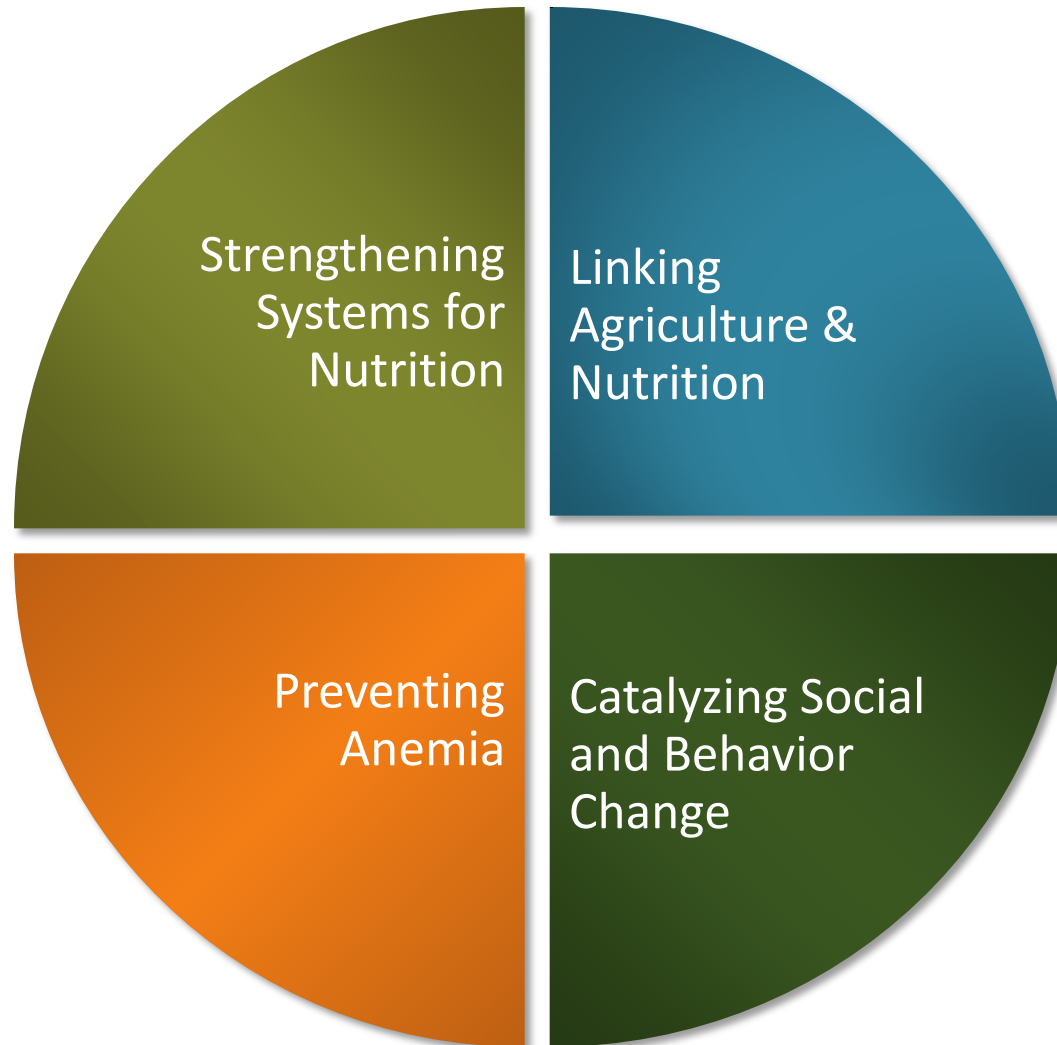 Strengthening
Systems for
Nutrition
Linking
Agriculture &
Nutrition
Preventing
Anemia
Catalyzing Social
and Behavior
Change